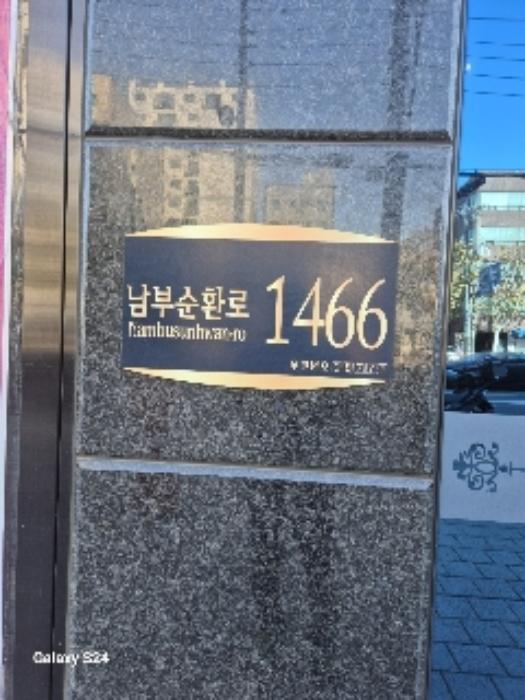 남부순환로 1466
Nambusunhwan-ro
Galaxy S24